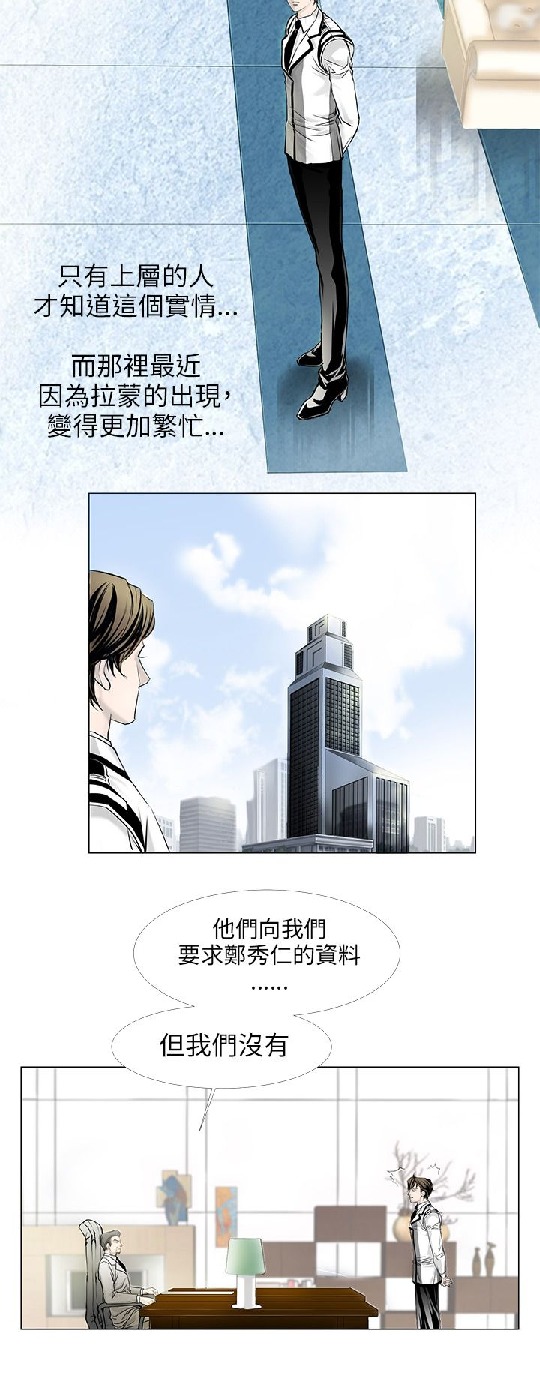 只有上層的人
才知道這個實情...
而那裡最近
因為拉蒙的出現,
變得更加繁忙...
他們向我們
要求鄭秀仁的資料
......
但我們沒有